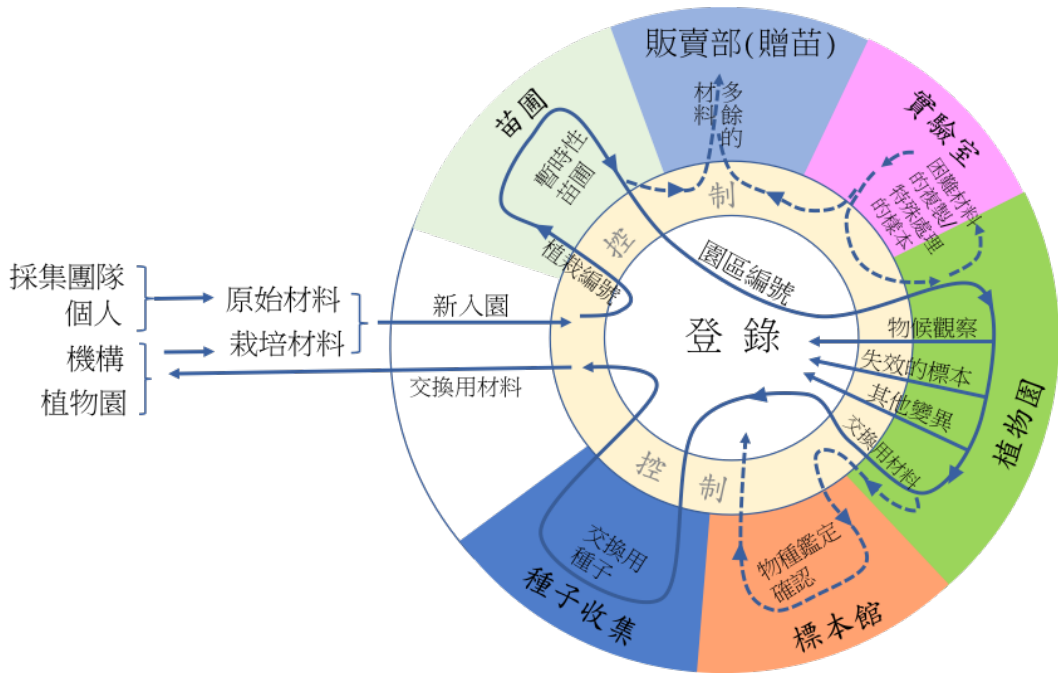 販賣部(贈苗)
多餘的
材料
苗圃
暫時性
苗圃
實驗室
困難材料
的複製/
特殊處理
的樣本
控 制
植栽編號
園區編號
採集團隊
個人
機構
植物園
原始材料
栽培材料
新入園
交換用材料
登錄
物候觀察
失效的標本
其他變異
交換用材料
植物園
控 制
交換用
種子
種子收集
物種鑑定
確認
標本館